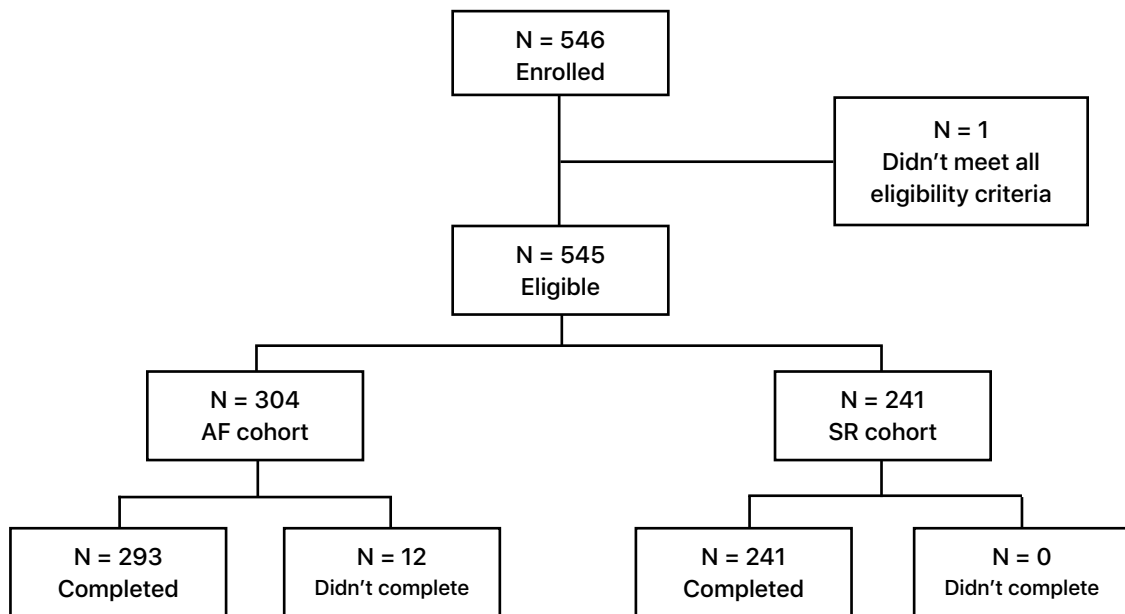 N = 546
Enrolled
N = 1
Didn’t meet all
eligibility criteria
N = 545
Eligible
N = 304
AF cohort
N = 241
SR cohort
N = 293
Completed
N = 12
Didn’t complete
N = 241
Completed
N = 0
Didn’t complete